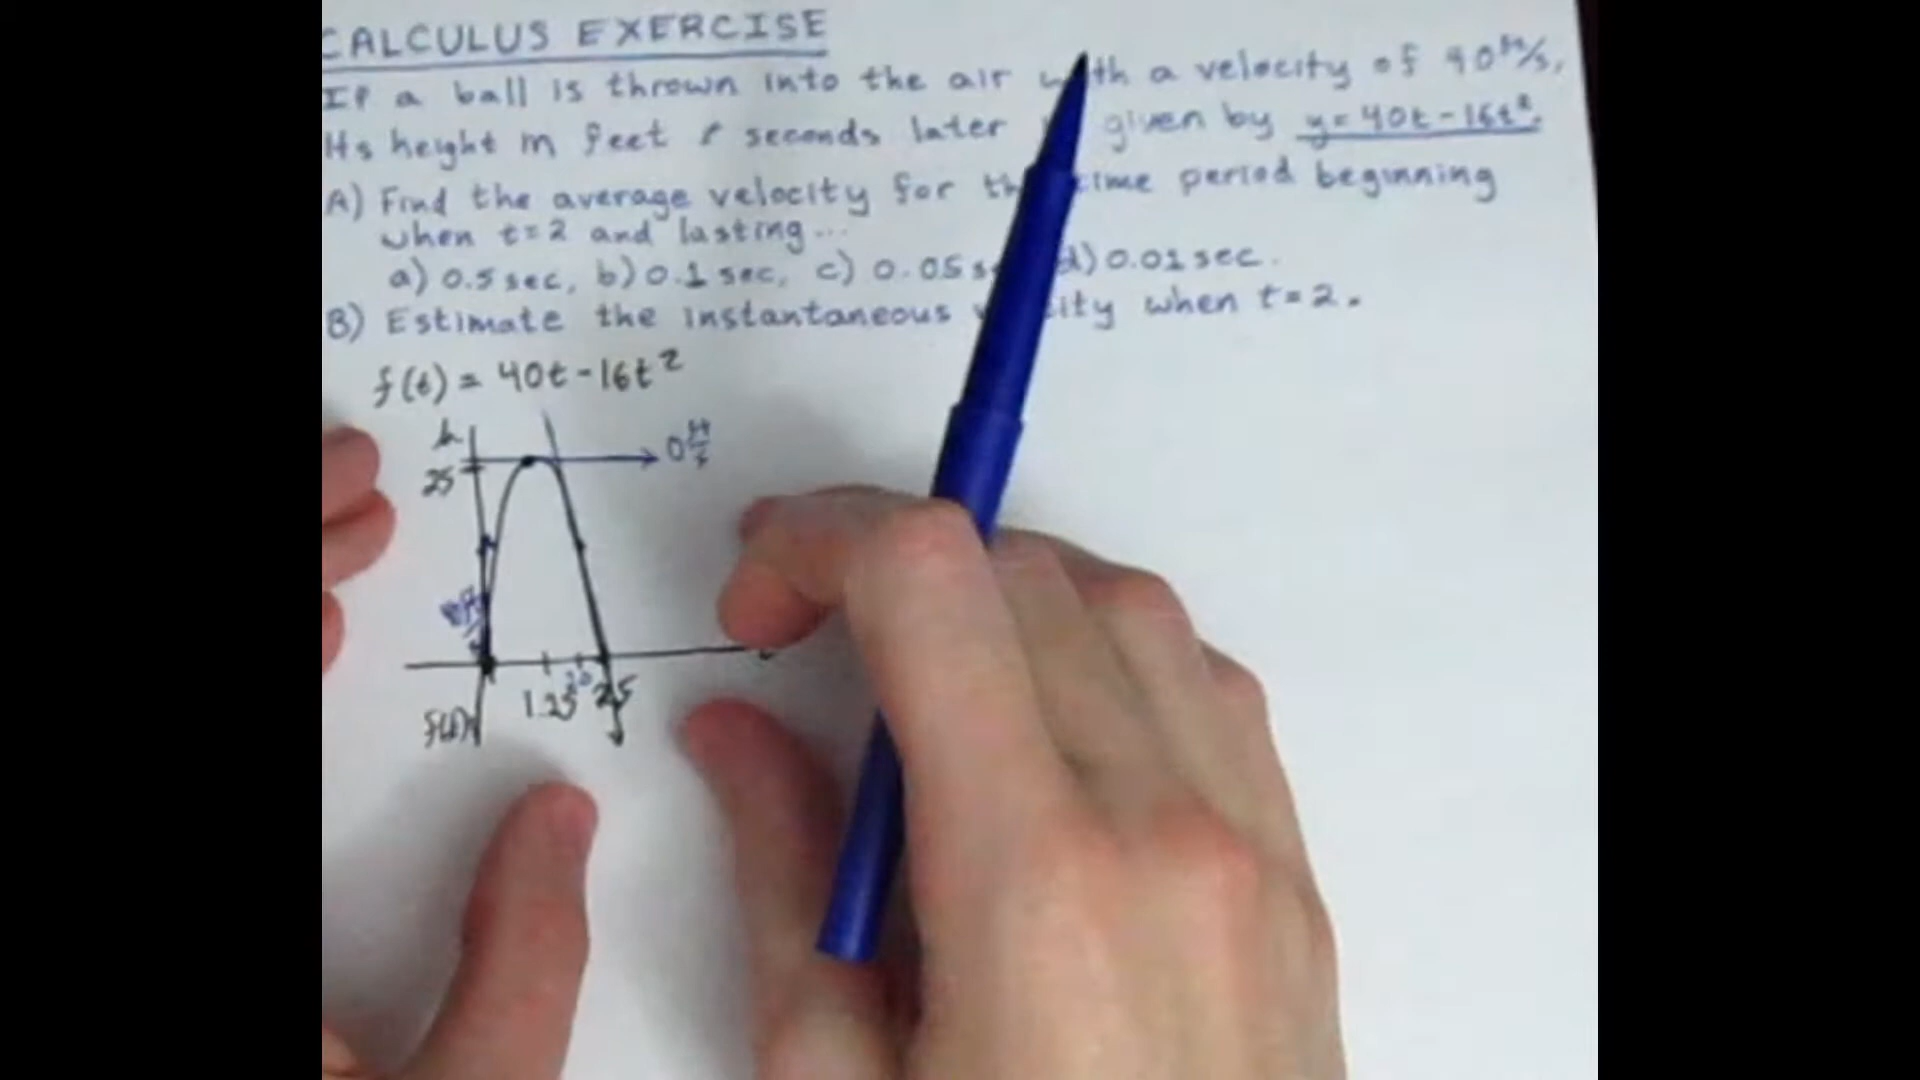 CALCULUS EXERCISE
If a ball is thrown into the air with a velocity of 40 ft/s,
its height in feet t seconds later given by y=40t-16t².
A) Find the average velocity for the time period beginning
when t=2 and lasting...
a) 0.5 sec, b) 0.1 sec, c) 0.05 s d) 0.01 sec.
B) Estimate the instantaneous velocity when t=2.
f(t) = 40t-16t²
h
0 ft/s
25
1.25 2.5
f(t)